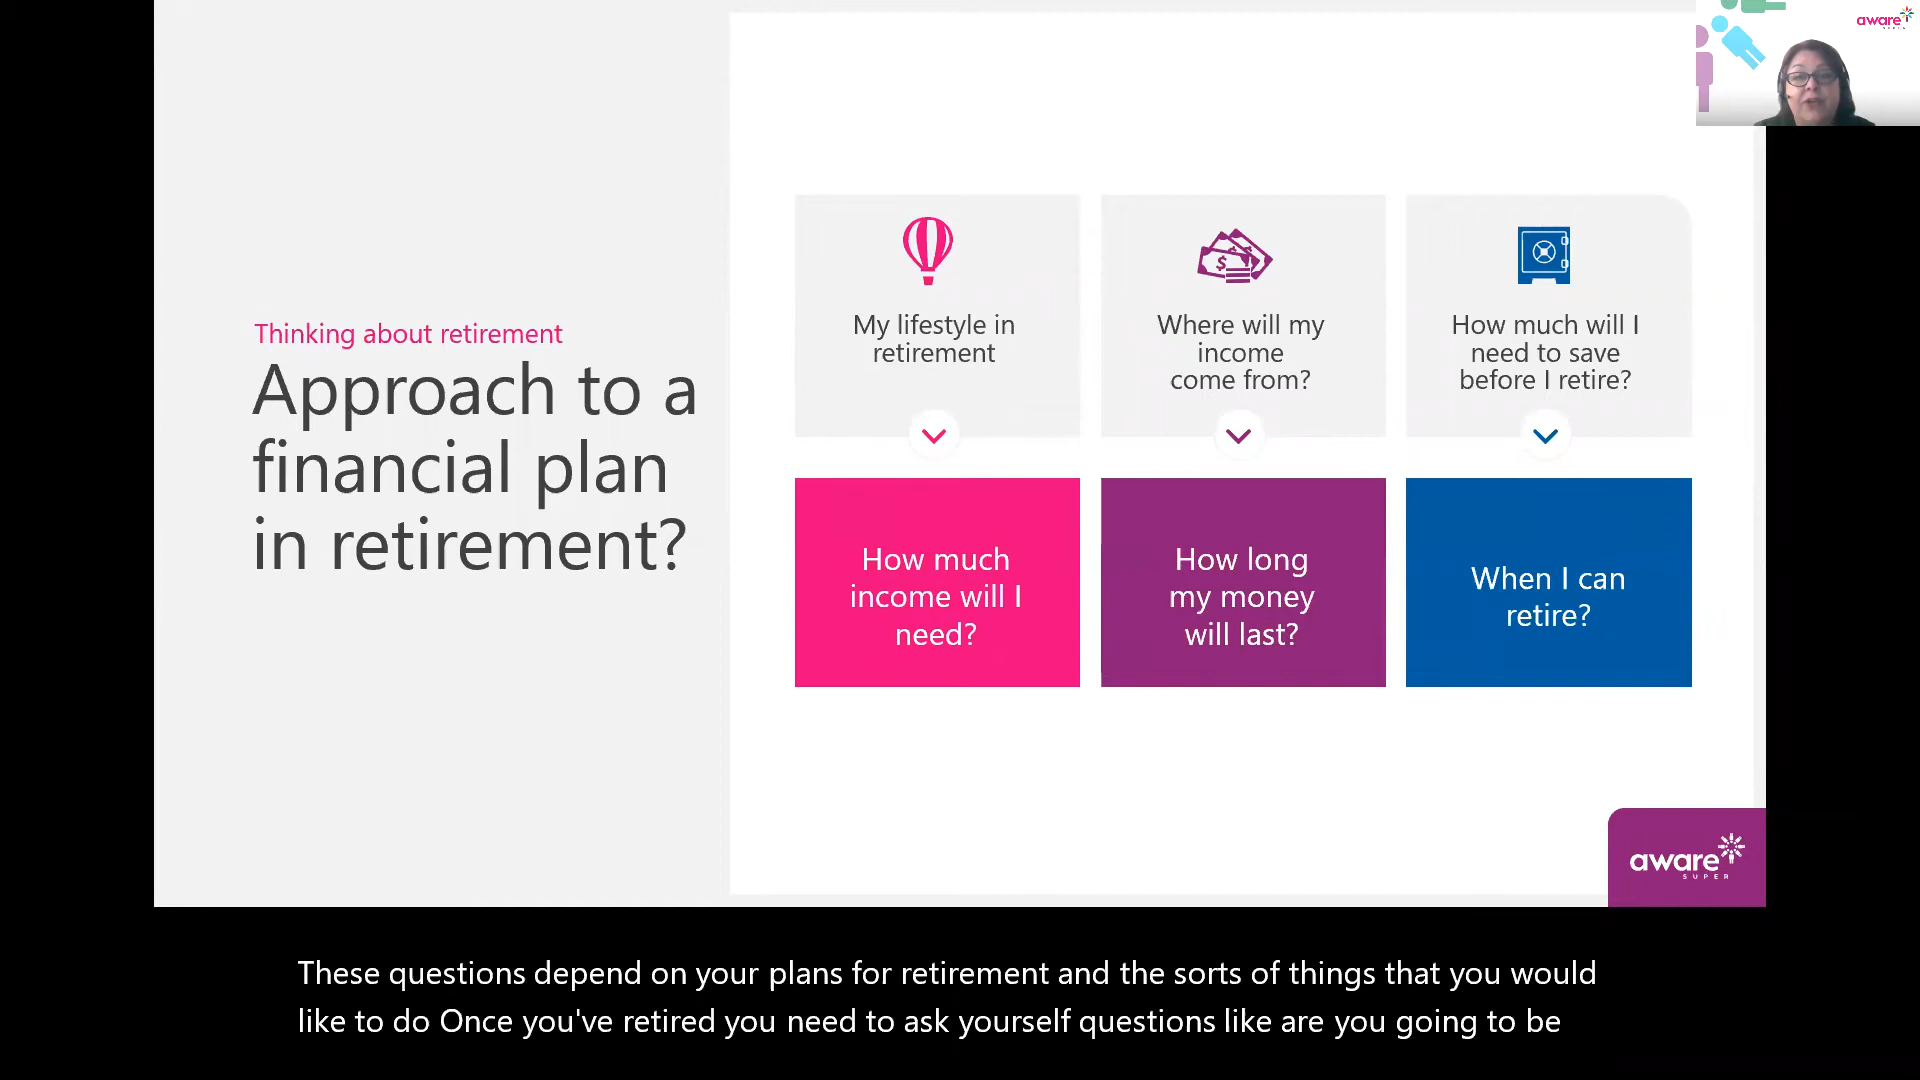 aware
SUPER
Thinking about retirement
Approach to a
financial plan
in retirement?
My lifestyle in
retirement
Where will my
income
come from?
How much will I
need to save
before I retire?
How much
income will I
need?
How long
my money
will last?
When I can
retire?
aware
SUPER
These questions depend on your plans for retirement and the sorts of things that you would
like to do Once you've retired you need to ask yourself questions like are you going to be